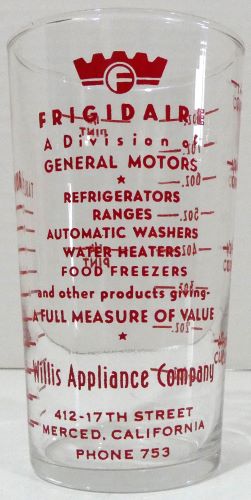 F
FRIGIDAIRE
A Division of
GENERAL MOTORS
★
REFRIGERATORS
RANGES
AUTOMATIC WASHERS
WATER HEATERS
FOOD FREEZERS
and other products giving
A FULL MEASURE OF VALUE
★
Willis Appliance Company
412-17TH STREET
MERCED, CALIFORNIA
PHONE 753